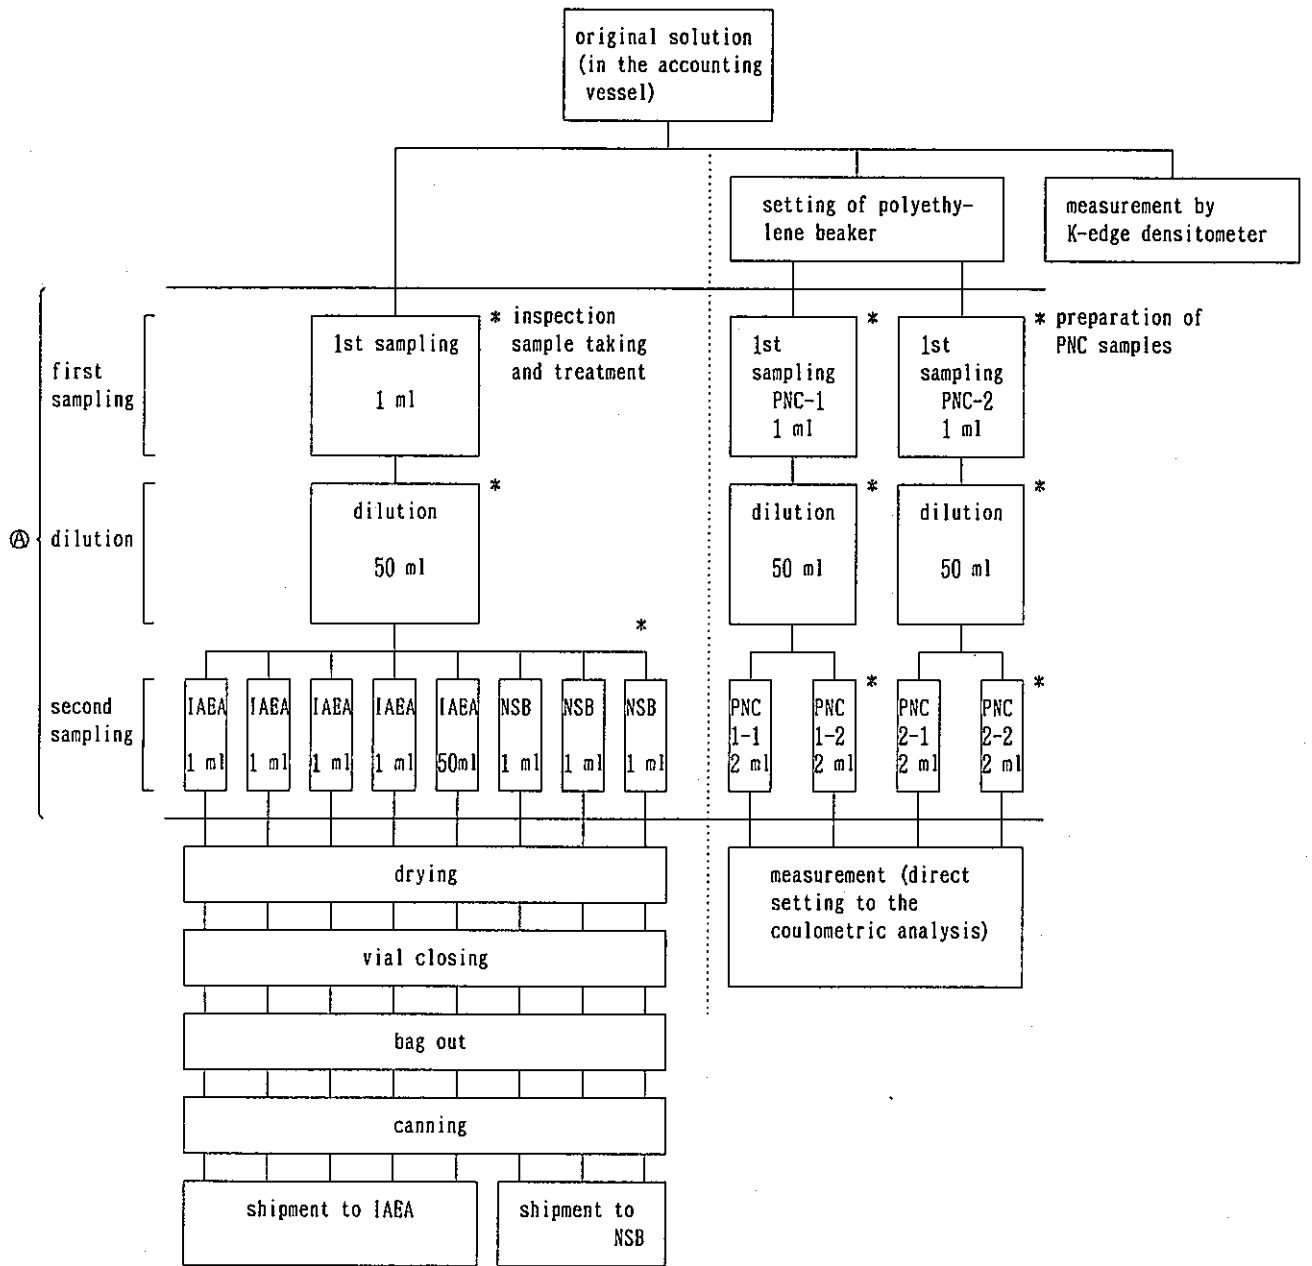 original solution
(in the accounting
vessel)
setting of polyethy-
lene beaker
measurement by
K-edge densitometer
first
sampling
1st sampling
1 ml
* inspection
sample taking
and treatment
1st
sampling
PNC-1
1 ml
*
1st
sampling
PNC-2
1 ml
* preparation of
PNC samples
Ⓐ
dilution
dilution
50 ml
*
dilution
50 ml
*
dilution
50 ml
*
second
sampling
*
IAEA
1 ml
IAEA
1 ml
IAEA
1 ml
IAEA
1 ml
IAEA
50ml
NSB
1 ml
NSB
1 ml
NSB
1 ml
PNC
1-1
2 ml
PNC
1-2
2 ml
*
PNC
2-1
2 ml
PNC
2-2
2 ml
*
drying
measurement (direct
setting to the
coulometric analysis)
vial closing
bag out
canning
shipment to IAEA
shipment to
NSB